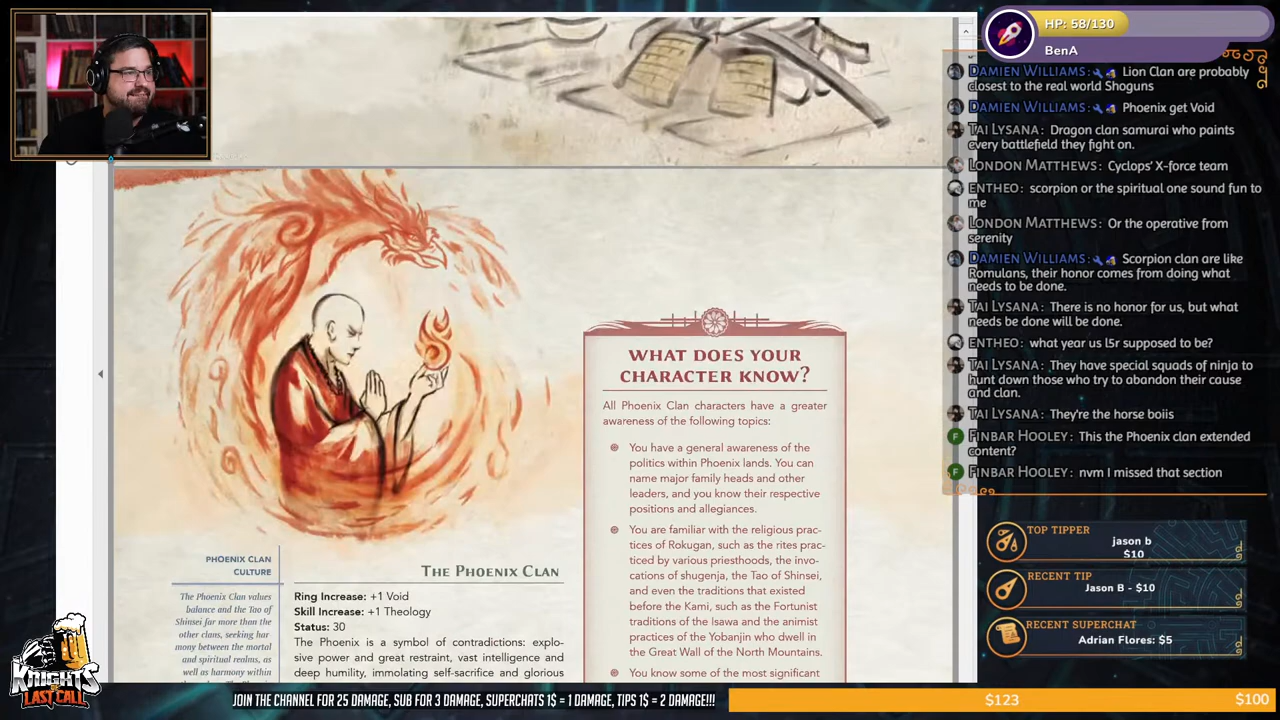 HP: 58/130
BenA
DAMIEN WILLIAMS: Lion Clan are probably
closest to the real world Shoguns
DAMIEN WILLIAMS: Phoenix get Void
TAI LYSANA: Dragon clan samurai who paints
every battlefield they fight on.
LONDON MATTHEWS: Cyclops' X-force team
ENTHEO: scorpion or the spiritual one sound fun to
me
LONDON MATTHEWS: Or the operative from
serenity
DAMIEN WILLIAMS: Scorpion clan are like
Romulans, their honor comes from doing what
needs to be done.
TAI LYSANA: There is no honor for us, but what
needs be done will be done.
ENTHEO: what year us l5r supposed to be?
TAI LYSANA: They have special squads of ninja to
hunt down those who try to abandon their cause
and clan.
TAI LYSANA: They're the horse boiis
F FINBAR HOOLEY: This the Phoenix clan extended
content?
F FINBAR HOOLEY: nvm I missed that section
WHAT DOES YOUR
CHARACTER KNOW?
All Phoenix Clan characters have a greater
awareness of the following topics:
You have a general awareness of the
politics within Phoenix lands. You can
name major family heads and other
leaders, and you know their respective
positions and allegiances.
You are familiar with the religious prac-
tices of Rokugan, such as the rites prac-
ticed by various priesthoods, the invo-
cations of shugenja, the Tao of Shinsei,
and even the traditions that existed
before the Kami, such as the Fortunist
traditions of the Isawa and the animist
practices of the Yobanjin who dwell in
the Great Wall of the North Mountains.
You know some of the most significant
PHOENIX CLAN
CULTURE
The Phoenix Clan values
balance and the Tao of
Shinsei far more than the
other clans, seeking har
mony between the mortal
and spiritual realms, as
well as harmony within
THE PHOENIX CLAN
Ring Increase: +1 Void
Skill Increase: +1 Theology
Status: 30
The Phoenix is a symbol of contradictions: explo-
sive power and great restraint, vast intelligence and
deep humility, immolating self-sacrifice and glorious
TOP TIPPER
jason b
$10
RECENT TIP
Jason B - $10
RECENT SUPERCHAT
Adrian Flores: $5
KNIGHTS
OF
LAST CALL
JOIN THE CHANNEL FOR 25 DAMAGE, SUB FOR 3 DAMAGE, SUPERCHATS 1$ = 1 DAMAGE, TIPS 1$ = 2 DAMAGE!!!
$123
$100